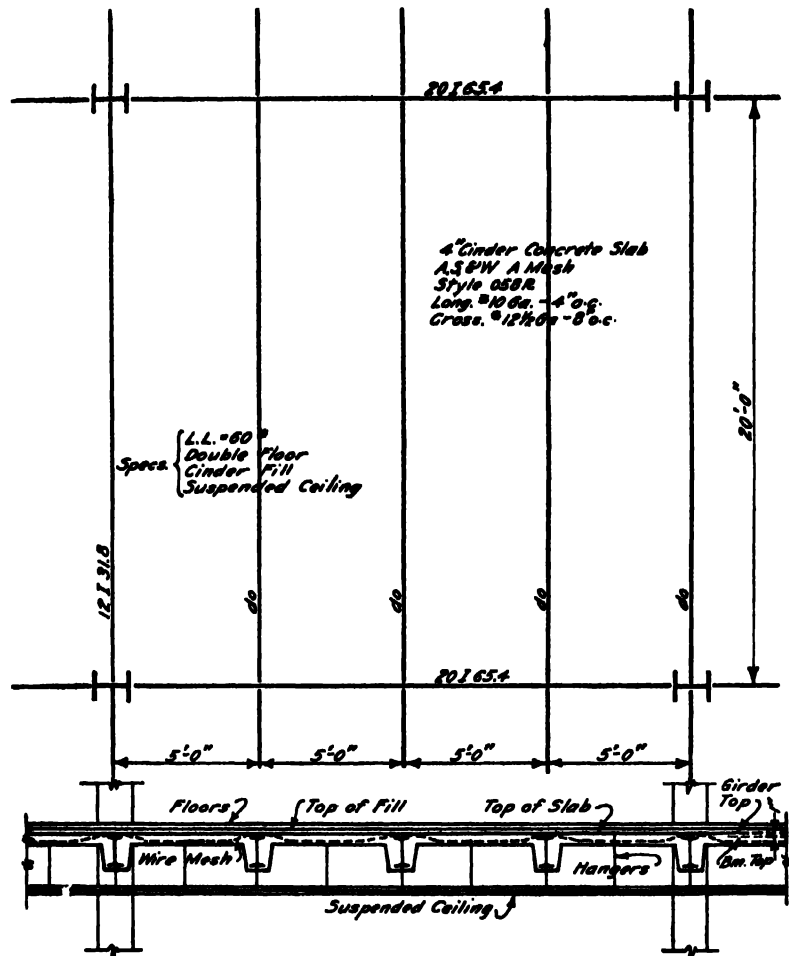 20 I 65.4
4" Cinder Concrete Slab
A.S.&W. A Mesh
Style 058R
Long. #10 Ga. - 4" o.c.
Cross. #12½ Ga - 8" o.c.
20'-0"
Specs.
L.L. = 60#
Double Floor
Cinder Fill
Suspended Ceiling
12 I 31.8
do
do
do
do
20 I 65.4
5'-0"
5'-0"
5'-0"
5'-0"
Girder
Top
Floors
Top of Fill
Top of Slab
Wire Mesh
Hangers
Bm. Top
Suspended Ceiling